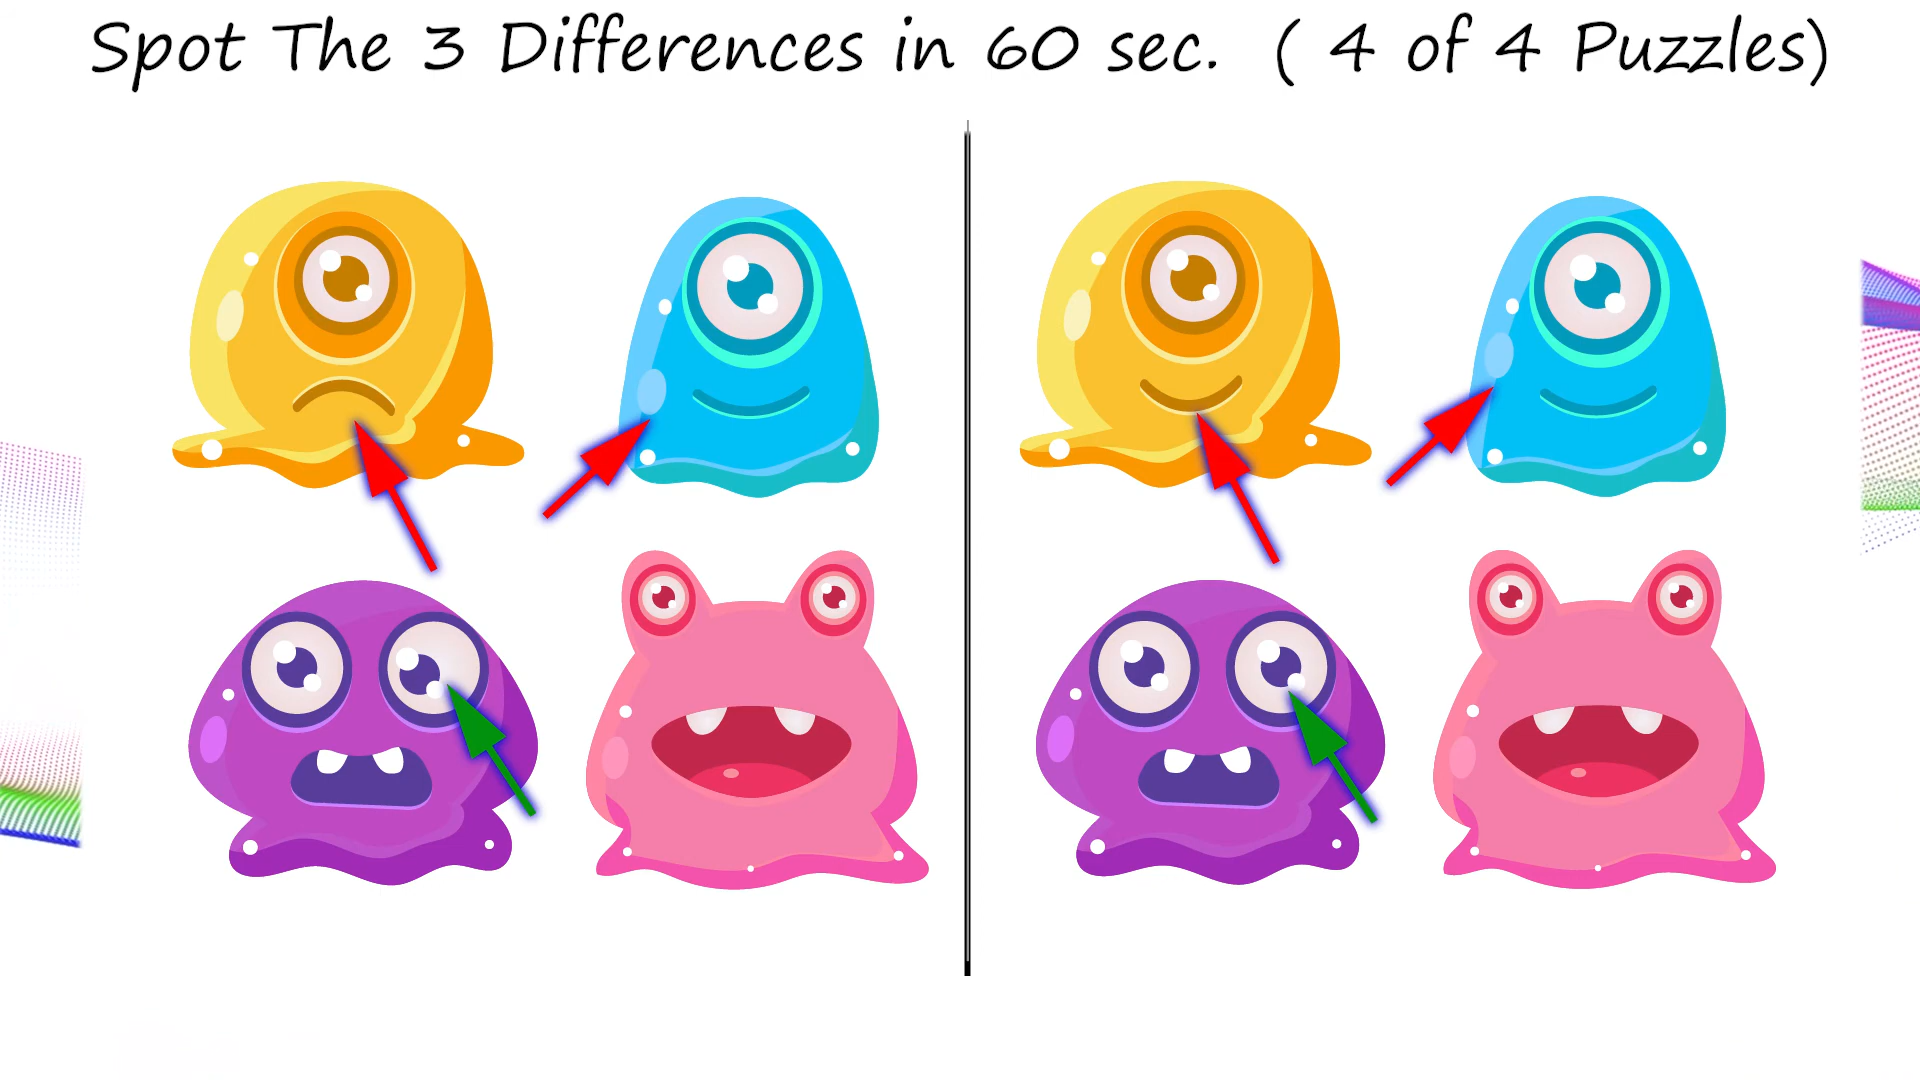 Spot The 3 Differences in 60 sec. ( 4 of 4 Puzzles)